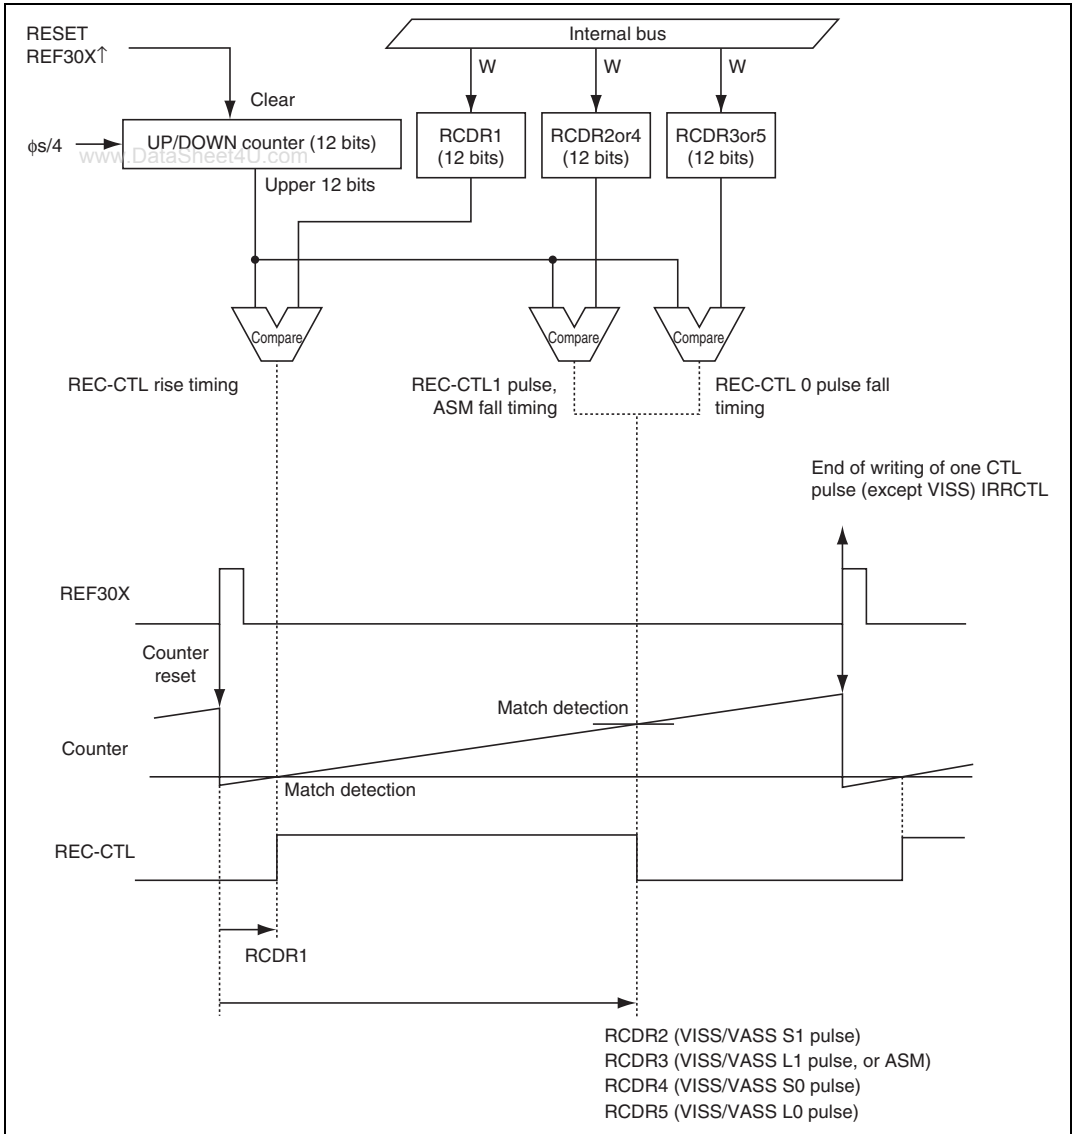 RESET
REF30X↑
Internal bus
W
W
W
Clear
ϕs/4
UP/DOWN counter (12 bits)
www.DataSheet4U.com
RCDR1
(12 bits)
RCDR2or4
(12 bits)
RCDR3or5
(12 bits)
Upper 12 bits
Compare
Compare
Compare
REC-CTL rise timing
REC-CTL1 pulse,
ASM fall timing
REC-CTL 0 pulse fall
timing
End of writing of one CTL
pulse (except VISS) IRRCTL
REF30X
Counter
reset
Match detection
Counter
Match detection
REC-CTL
RCDR1
RCDR2 (VISS/VASS S1 pulse)
RCDR3 (VISS/VASS L1 pulse, or ASM)
RCDR4 (VISS/VASS S0 pulse)
RCDR5 (VISS/VASS L0 pulse)